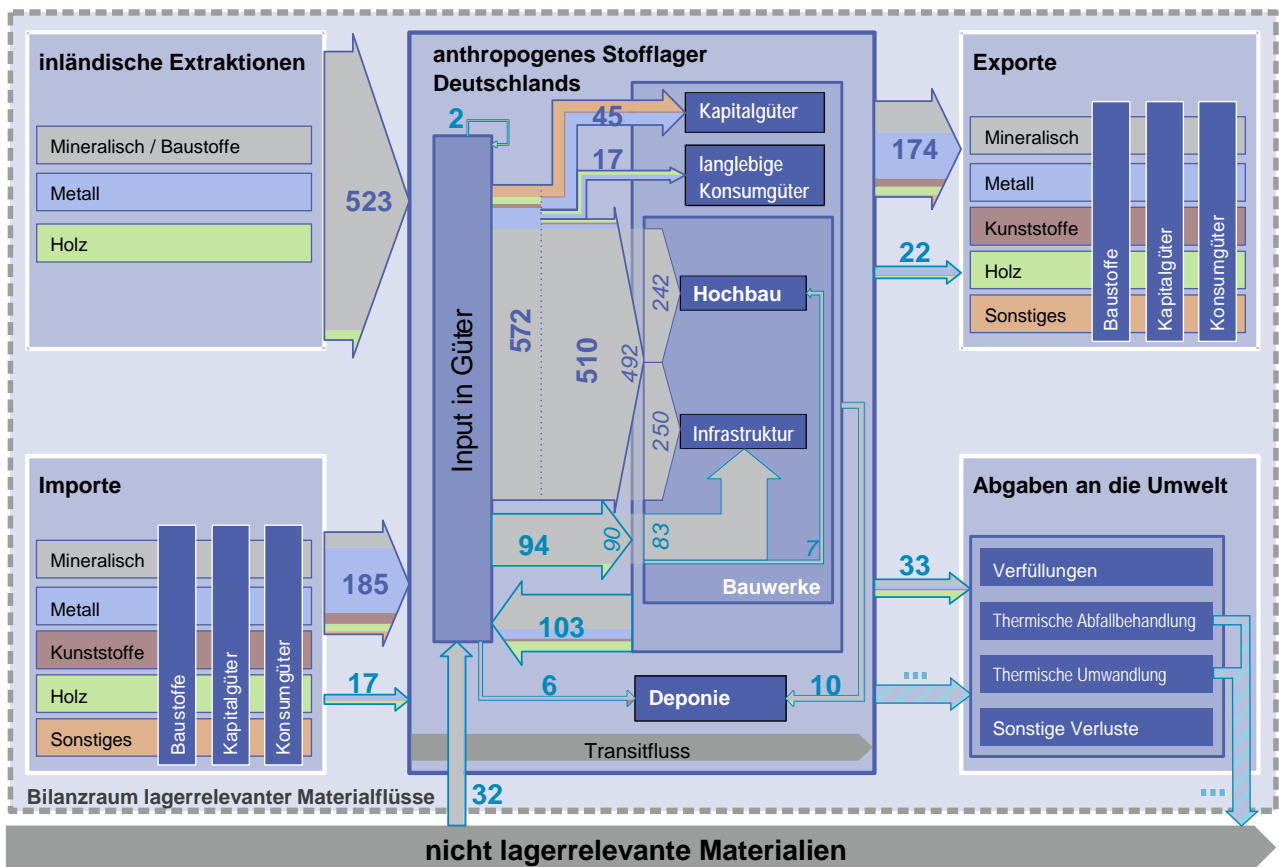 inländische Extraktionen
Mineralisch / Baustoffe
Metall
Holz
523
Importe
Mineralisch
Metall
Kunststoffe
Holz
Sonstiges
Baustoffe
Kapitalgüter
Konsumgüter
185
17
anthropogenes Stofflager
Deutschlands
2
Input in Güter
45
Kapitalgüter
17
langlebige
Konsumgüter
572
510
492
242
Hochbau
250
Infrastruktur
94
90
83
7
Bauwerke
103
6
Deponie
10
Transitfluss
Exporte
Mineralisch
Metall
Kunststoffe
Holz
Sonstiges
Baustoffe
Kapitalgüter
Konsumgüter
174
22
Abgaben an die Umwelt
Verfüllungen
Thermische Abfallbehandlung
Thermische Umwandlung
Sonstige Verluste
33
...
...
Bilanzraum lagerrelevanter Materialflüsse
32
nicht lagerrelevante Materialien